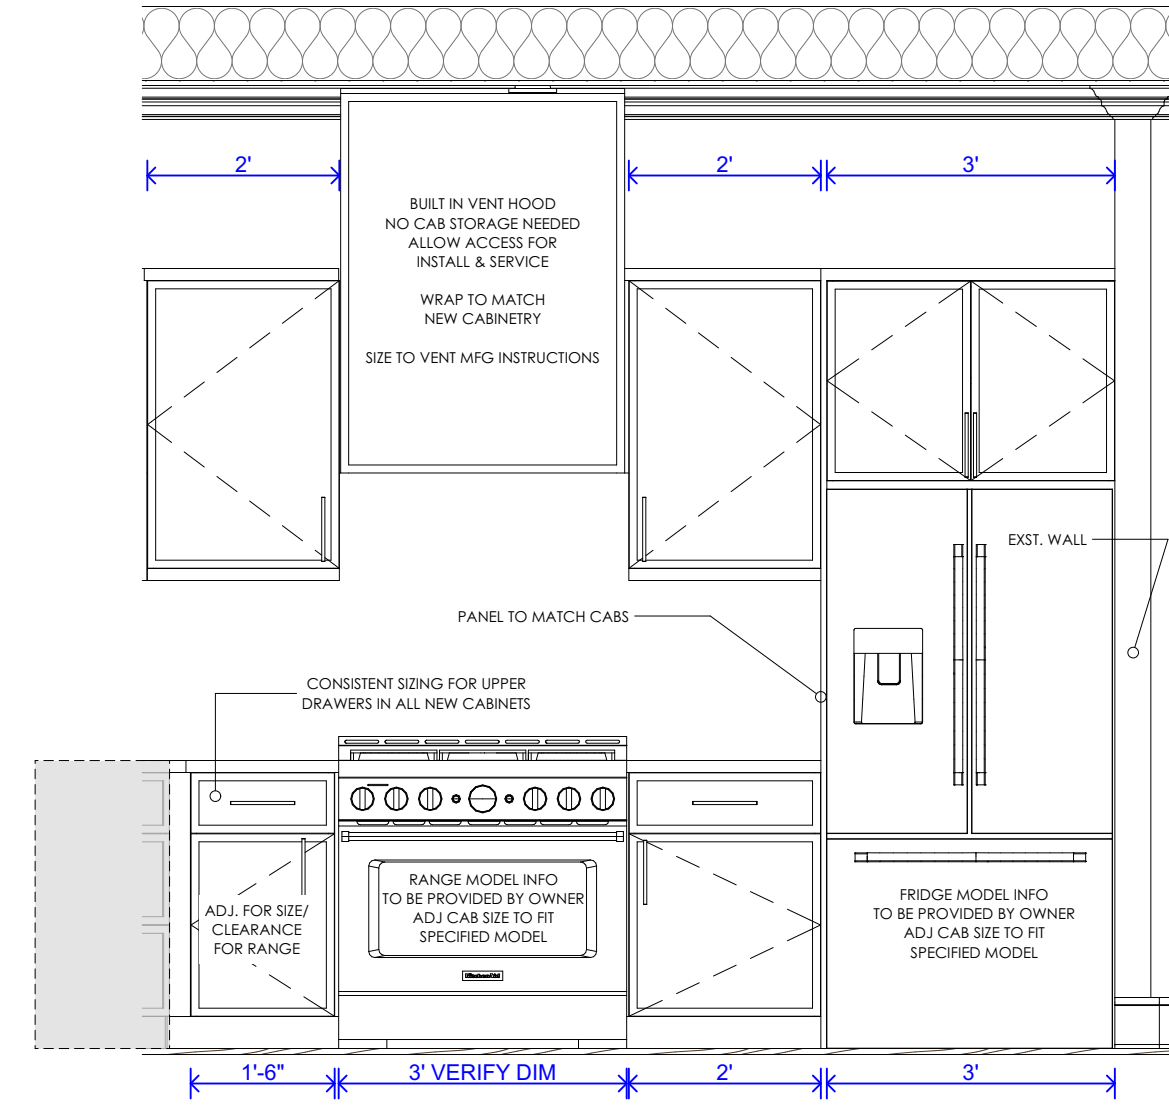 2'
2'
3'
BUILT IN VENT HOOD
NO CAB STORAGE NEEDED
ALLOW ACCESS FOR
INSTALL & SERVICE
WRAP TO MATCH
NEW CABINETRY
SIZE TO VENT MFG INSTRUCTIONS
EXST. WALL
PANEL TO MATCH CABS
CONSISTENT SIZING FOR UPPER
DRAWERS IN ALL NEW CABINETS
ADJ. FOR SIZE/
CLEARANCE
FOR RANGE
RANGE MODEL INFO
TO BE PROVIDED BY OWNER
ADJ CAB SIZE TO FIT
SPECIFIED MODEL
KitchenAid
FRIDGE MODEL INFO
TO BE PROVIDED BY OWNER
ADJ CAB SIZE TO FIT
SPECIFIED MODEL
1'-6"
3' VERIFY DIM
2'
3'